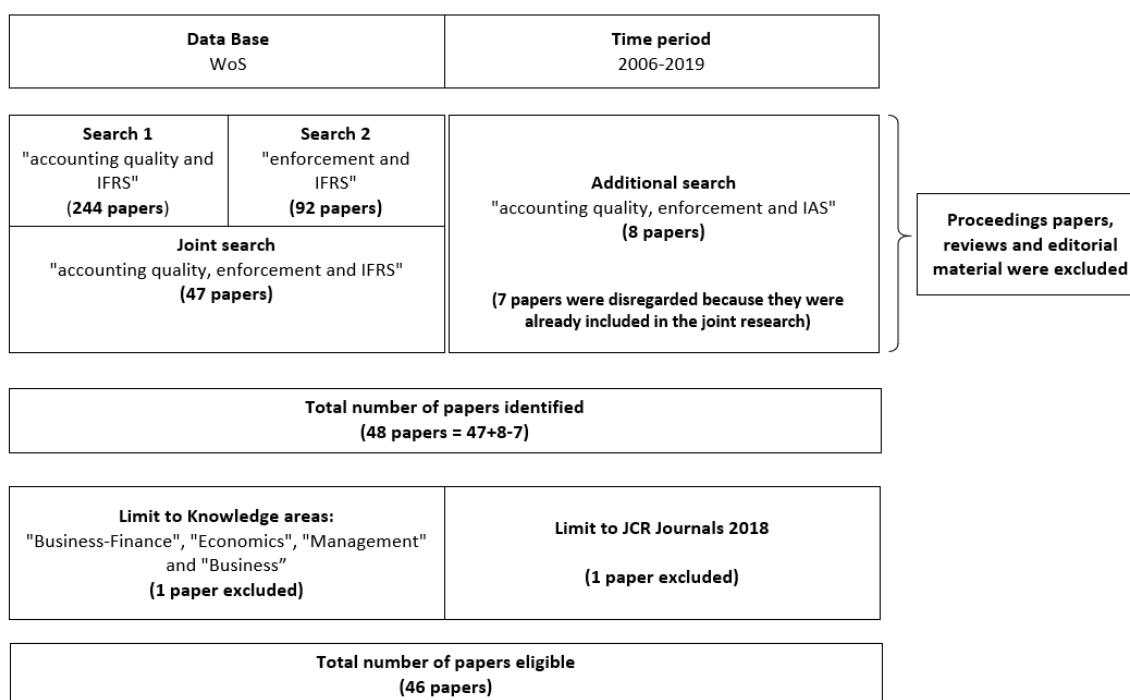 Data Base
WoS
Time period
2006-2019
Search 1
"accounting quality and
IFRS"
(244 papers)
Search 2
"enforcement and
IFRS"
(92 papers)
Joint search
"accounting quality, enforcement and IFRS"
(47 papers)
Additional search
"accounting quality, enforcement and IAS"
(8 papers)
(7 papers were disregarded because they were
already included in the joint research)
Proceedings papers,
reviews and editorial
material were excluded
Total number of papers identified
(48 papers = 47+8-7)
Limit to Knowledge areas:
"Business-Finance", "Economics", "Management"
and "Business”
(1 paper excluded)
Limit to JCR Journals 2018
(1 paper excluded)
Total number of papers eligible
(46 papers)